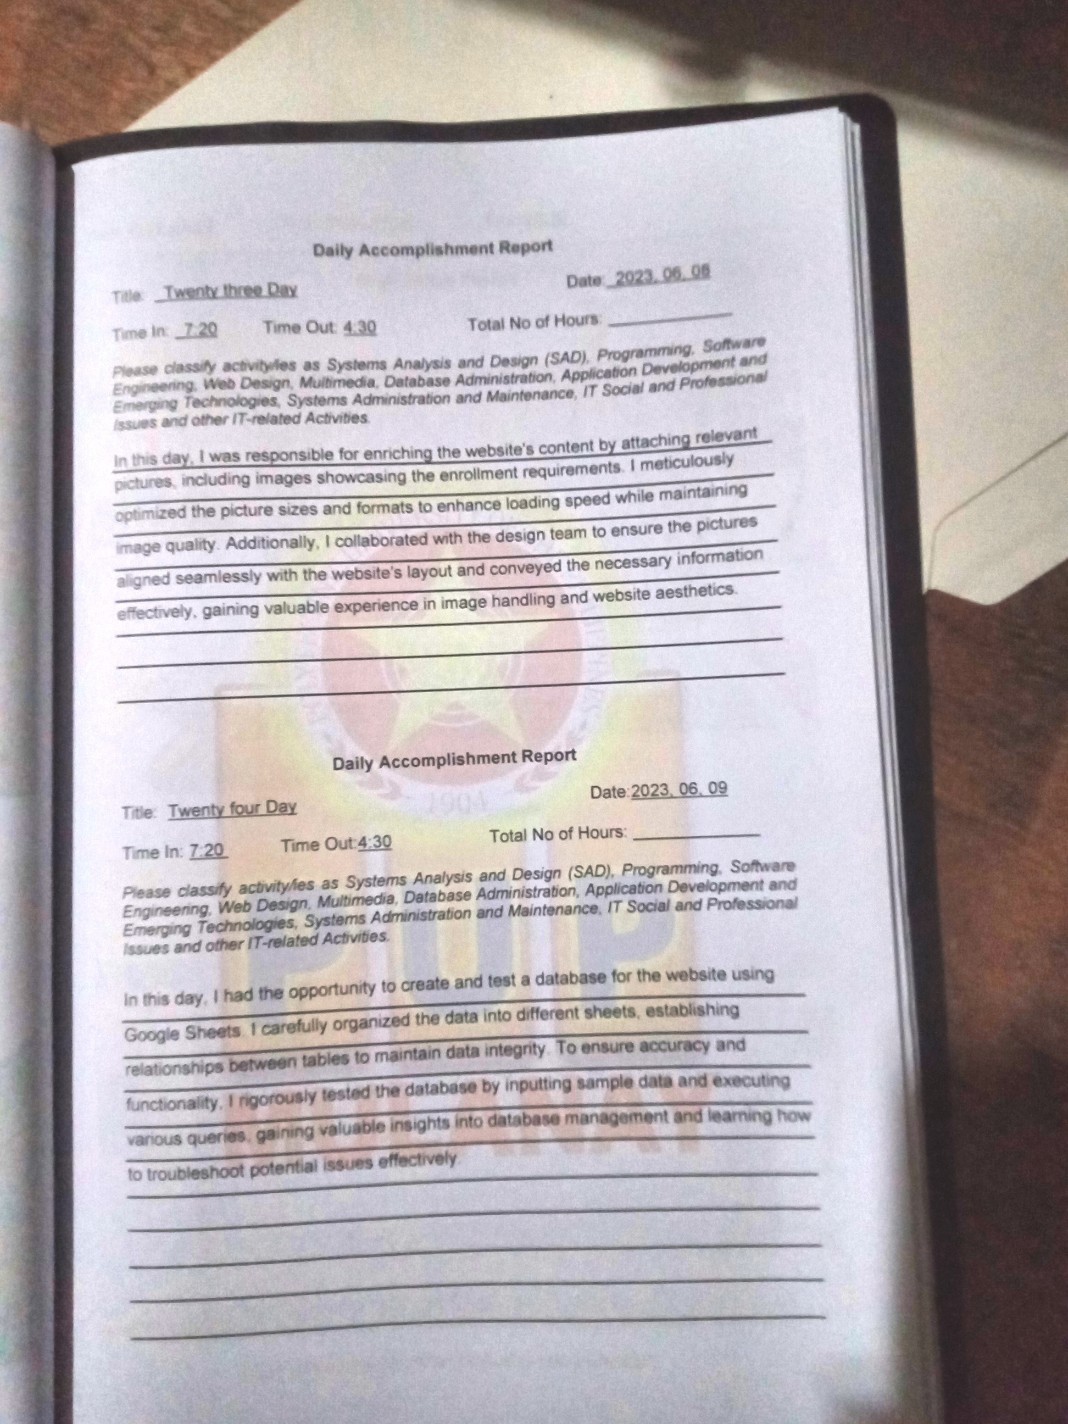 Daily Accomplishment Report
Title: Twenty three Day Date: 2023. 06. 08
Time In: 7:20 Time Out: 4:30 Total No of Hours:
Please classify activity/ies as Systems Analysis and Design (SAD), Programming, Software
Engineering, Web Design, Multimedia, Database Administration, Application Development and
Emerging Technologies, Systems Administration and Maintenance, IT Social and Professional
Issues and other IT-related Activities.
In this day, I was responsible for enriching the website's content by attaching relevant
pictures, including images showcasing the enrollment requirements. I meticulously
optimized the picture sizes and formats to enhance loading speed while maintaining
image quality. Additionally, I collaborated with the design team to ensure the pictures
aligned seamlessly with the website's layout and conveyed the necessary information
effectively, gaining valuable experience in image handling and website aesthetics.
1904
Daily Accomplishment Report
Title: Twenty four Day Date:2023. 06. 09
Time In: 7:20 Time Out:4:30 Total No of Hours:
Please classify activity/ies as Systems Analysis and Design (SAD), Programming, Software
Engineering, Web Design, Multimedia, Database Administration, Application Development and
Emerging Technologies, Systems Administration and Maintenance, IT Social and Professional
Issues and other IT-related Activities.
PUP
In this day, I had the opportunity to create and test a database for the website using
Google Sheets. I carefully organized the data into different sheets, establishing
relationships between tables to maintain data integrity. To ensure accuracy and
functionality, I rigorously tested the database by inputting sample data and executing
various queries, gaining valuable insights into database management and learning how
to troubleshoot potential issues effectively.